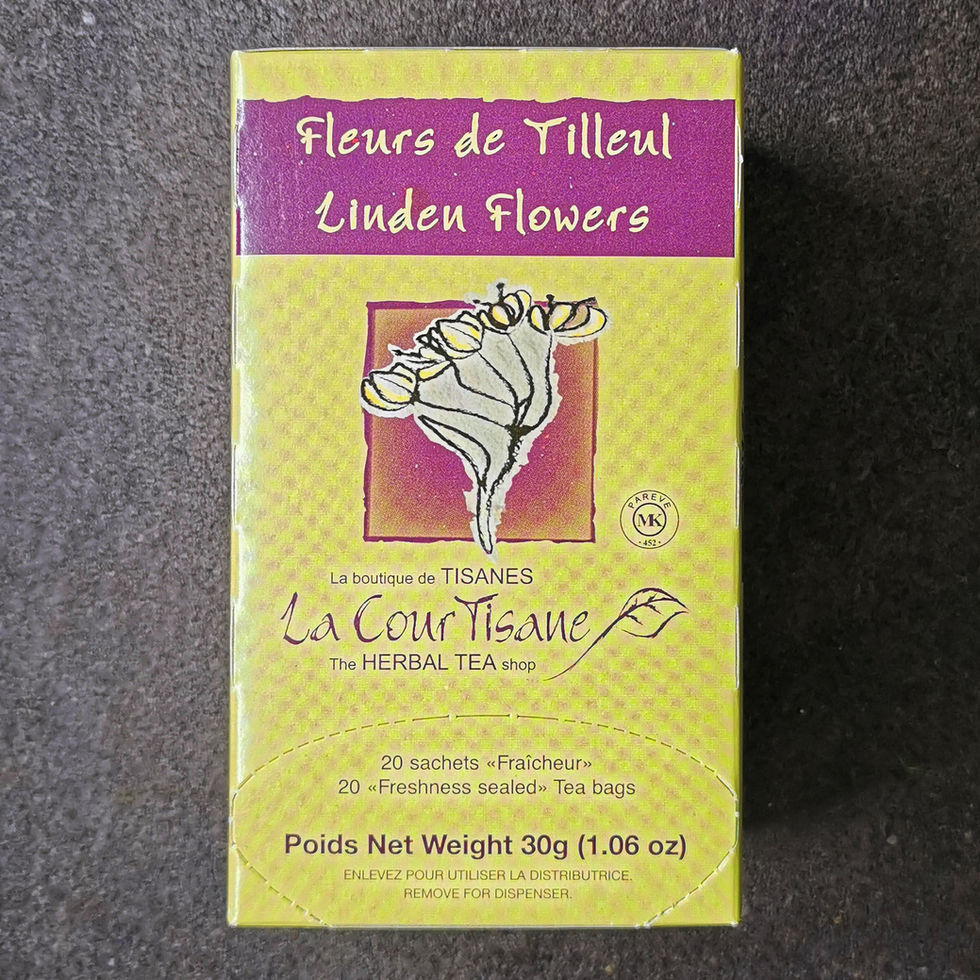 Fleurs de Tilleul
Linden Flowers
PAREVE
MK
• 452 •
La boutique de TISANES
La CourTisane
The HERBAL TEA shop
20 sachets «Fraîcheur»
20 «Freshness sealed» Tea bags
Poids Net Weight 30g (1.06 oz)
ENLEVEZ POUR UTILISER LA DISTRIBUTRICE.
REMOVE FOR DISPENSER.